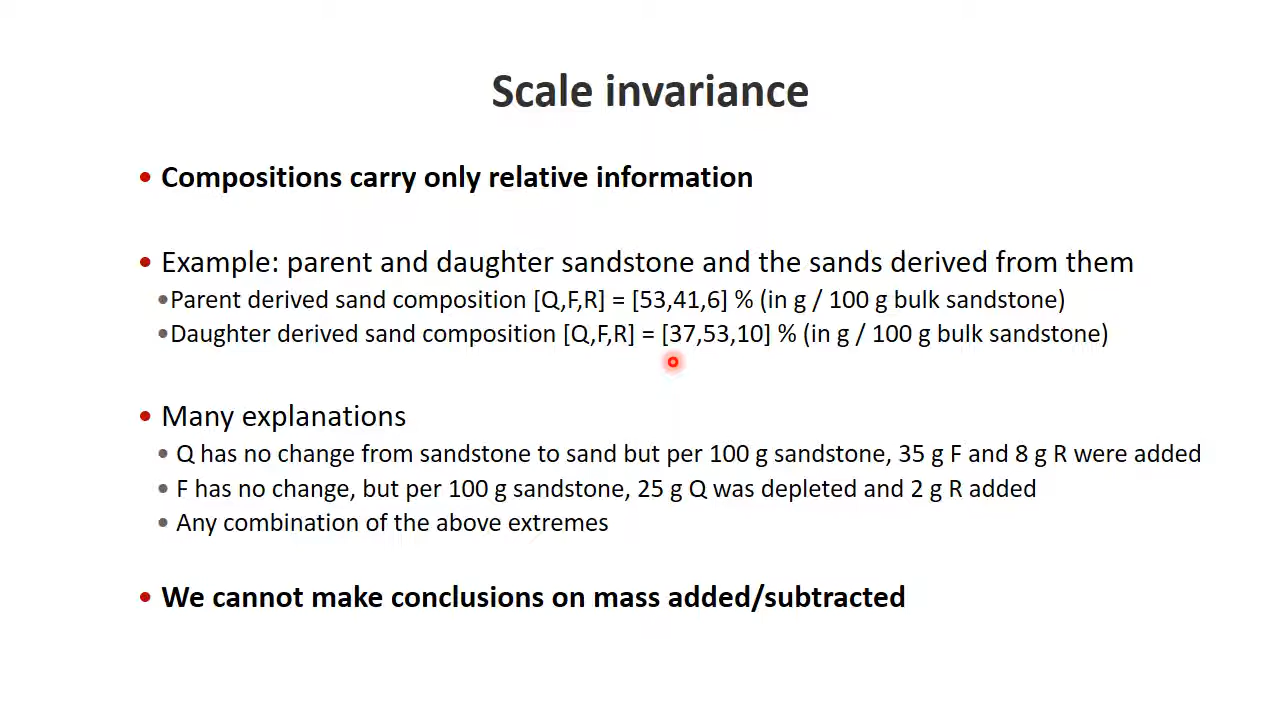 Scale invariance
• Compositions carry only relative information
• Example: parent and daughter sandstone and the sands derived from them
•Parent derived sand composition [Q,F,R] = [53,41,6] % (in g / 100 g bulk sandstone)
•Daughter derived sand composition [Q,F,R] = [37,53,10] % (in g / 100 g bulk sandstone)
• Many explanations
• Q has no change from sandstone to sand but per 100 g sandstone, 35 g F and 8 g R were added
• F has no change, but per 100 g sandstone, 25 g Q was depleted and 2 g R added
• Any combination of the above extremes
• We cannot make conclusions on mass added/subtracted